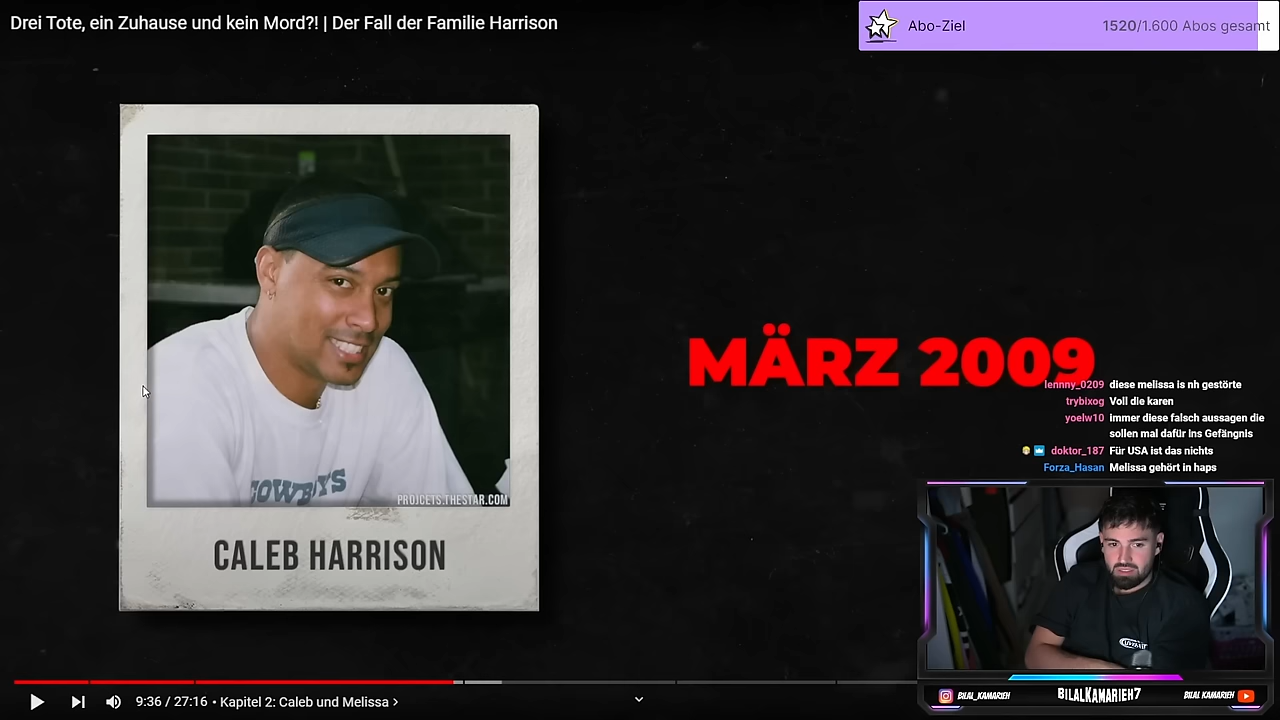 Drei Tote, ein Zuhause und kein Mord?! | Der Fall der Familie Harrison
Abo-Ziel
1520/1.600 Abos gesamt
COWBOYS
PROJCETS.THESTAR.COM
CALEB HARRISON
MÄRZ 2009
lennny_0209 diese melissa is nh gestörte
trybixog Voll die karen
yoelw10 immer diese falsch aussagen die
sollen mal dafür ins Gefängnis
doktor_187 Für USA ist das nichts
Forza_Hasan Melissa gehört in haps
9:36 / 27:16 • Kapitel 2: Caleb und Melissa >
BILAL_KAMARIEH
BILALKAMARIEH7
BILAL KAMARIEH